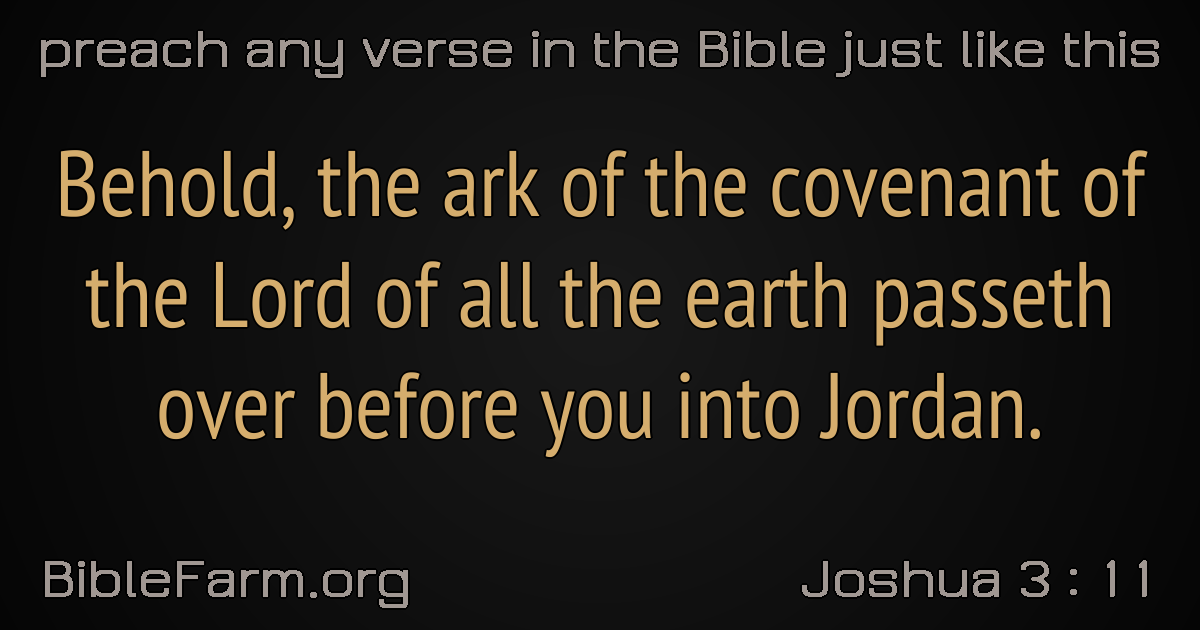 preach any verse in the Bible just like this
Behold, the ark of the covenant of
the Lord of all the earth passeth
over before you into Jordan.
BibleFarm.org
Joshua 3 : 11